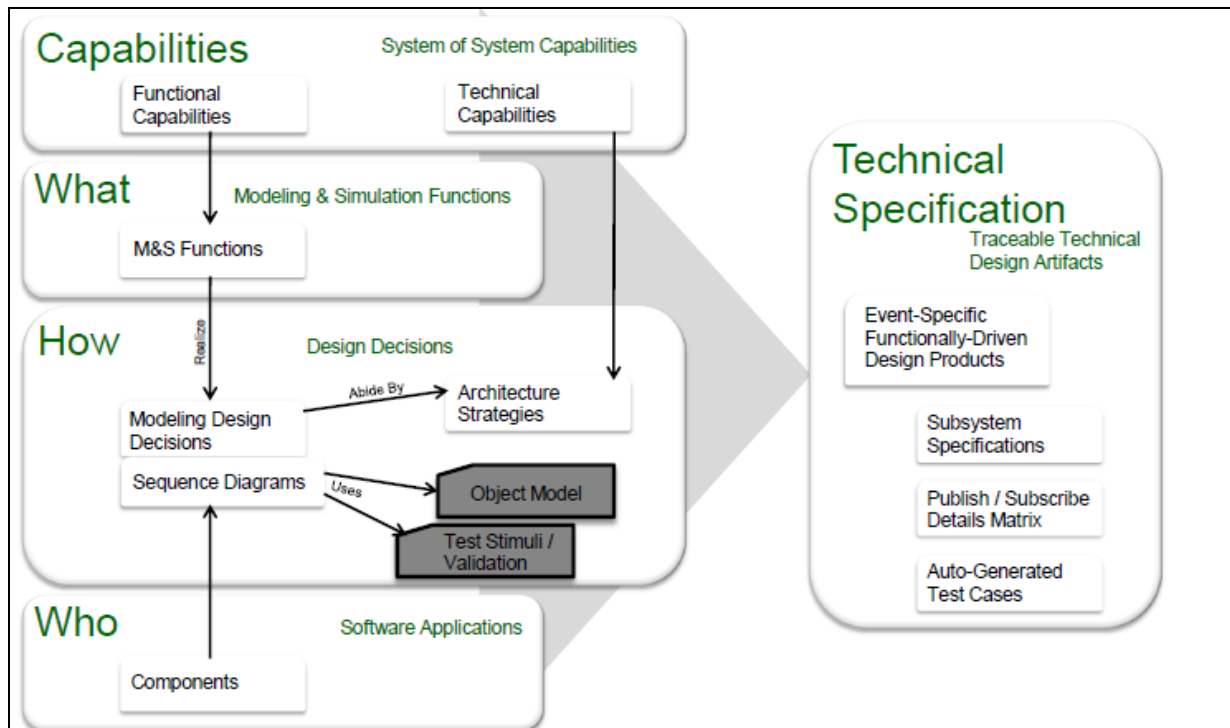 Capabilities
System of System Capabilities
Functional
Capabilities
Technical
Capabilities
What
Modeling & Simulation Functions
M&S Functions
Realize
How
Design Decisions
Abide By
Architecture
Strategies
Modeling Design
Decisions
Sequence Diagrams
Uses
Object Model
Test Stimuli /
Validation
Who
Software Applications
Components
Technical
Specification
Traceable Technical
Design Artifacts
Event-Specific
Functionally-Driven
Design Products
Subsystem
Specifications
Publish / Subscribe
Details Matrix
Auto-Generated
Test Cases